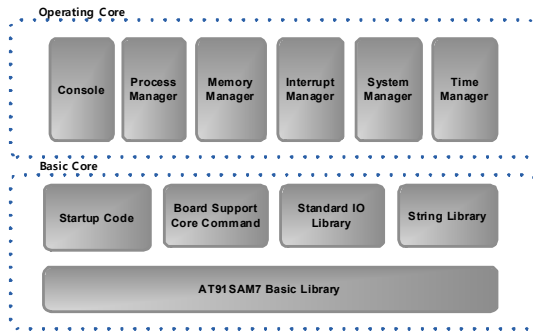 Operating Core
Console
Process
Manager
Memory
Manager
Interrupt
Manager
System
Manager
Time
Manager
Basic Core
Startup Code
Board Support
Core Command
Standard IO
Library
String Library
AT91SAM7 Basic Library